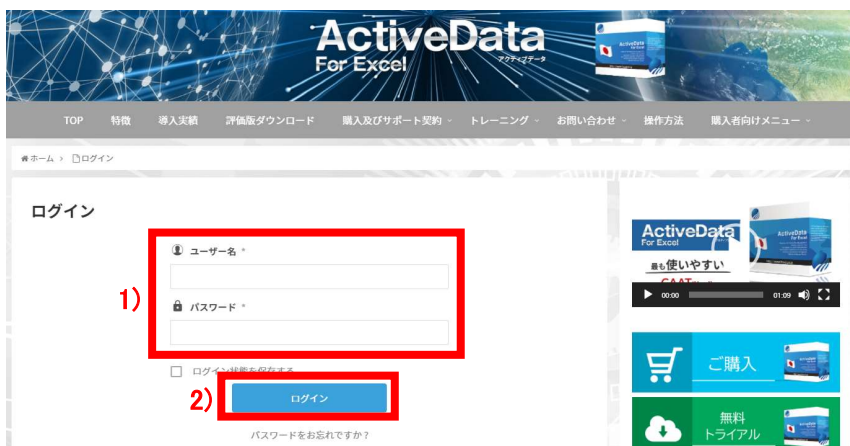 ActiveData
For Excel
アクティブデータ
ActiveData
For Excel
TOP 特徴 導入実績 評価版ダウンロード 購入及びサポート契約 トレーニング お問い合わせ 操作方法 購入者向けメニュー
ホーム > ログイン
ログイン
1)
ユーザー名 *
パスワード *
ログイン状態を保存する
2)
ログイン
パスワードをお忘れですか?
ActiveData
For Excel
ActiveData
For Excel
最も使いやすい
00:00 01:09
ご購入
無料
トライアル